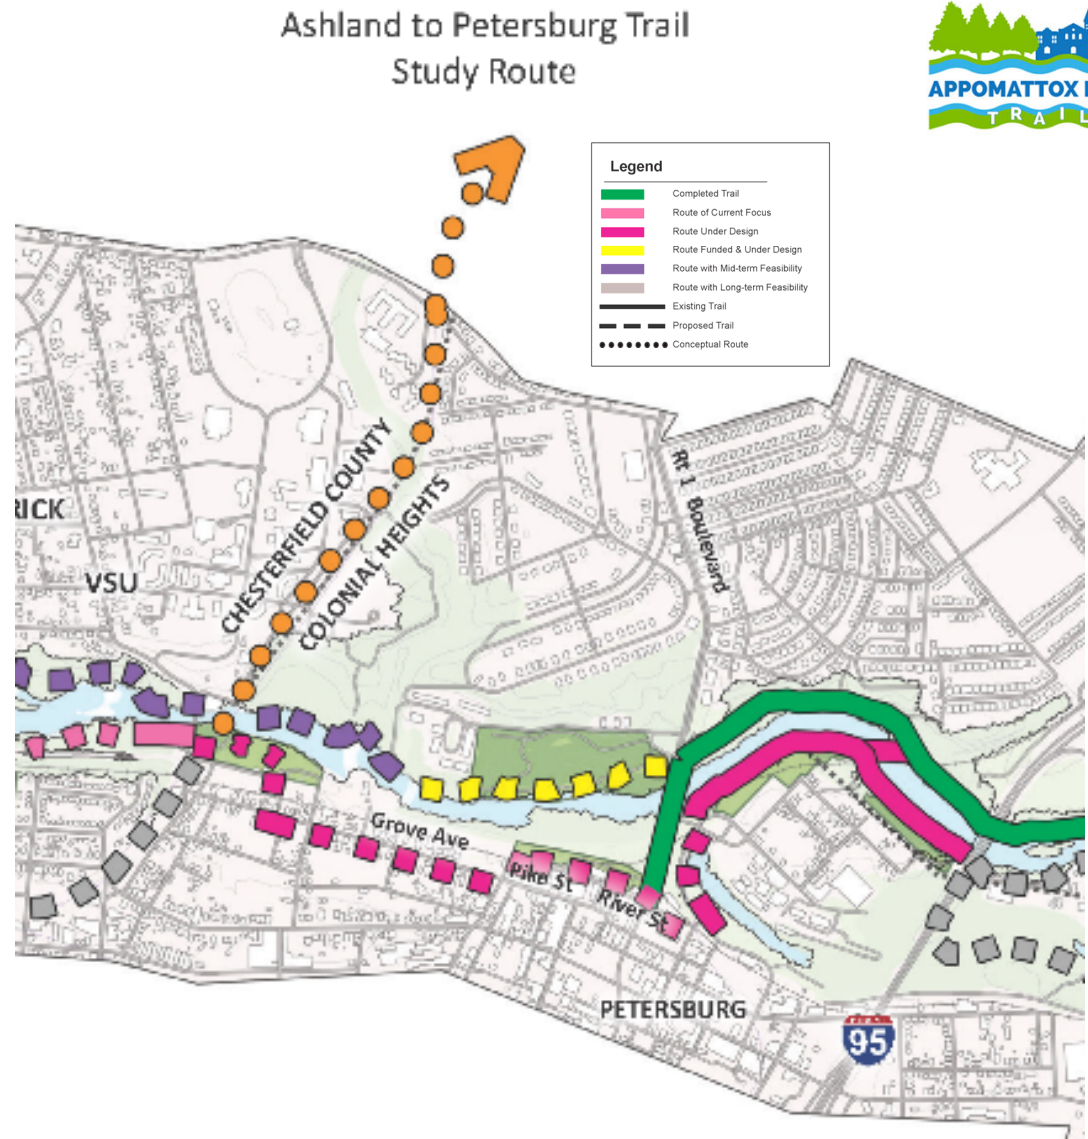 Ashland to Petersburg Trail
Study Route
APPOMATTOX
TRAIL
Legend
Completed Trail
Route of Current Focus
Route Under Design
Route Funded & Under Design
Route with Mid-term Feasibility
Route with Long-term Feasibility
Existing Trail
Proposed Trail
Conceptual Route
CHESTERFIELD COUNTY
COLONIAL HEIGHTS
Rt 1 Boulevard
RICK
VSU
Grove Ave
Pike St
River St
PETERSBURG
95